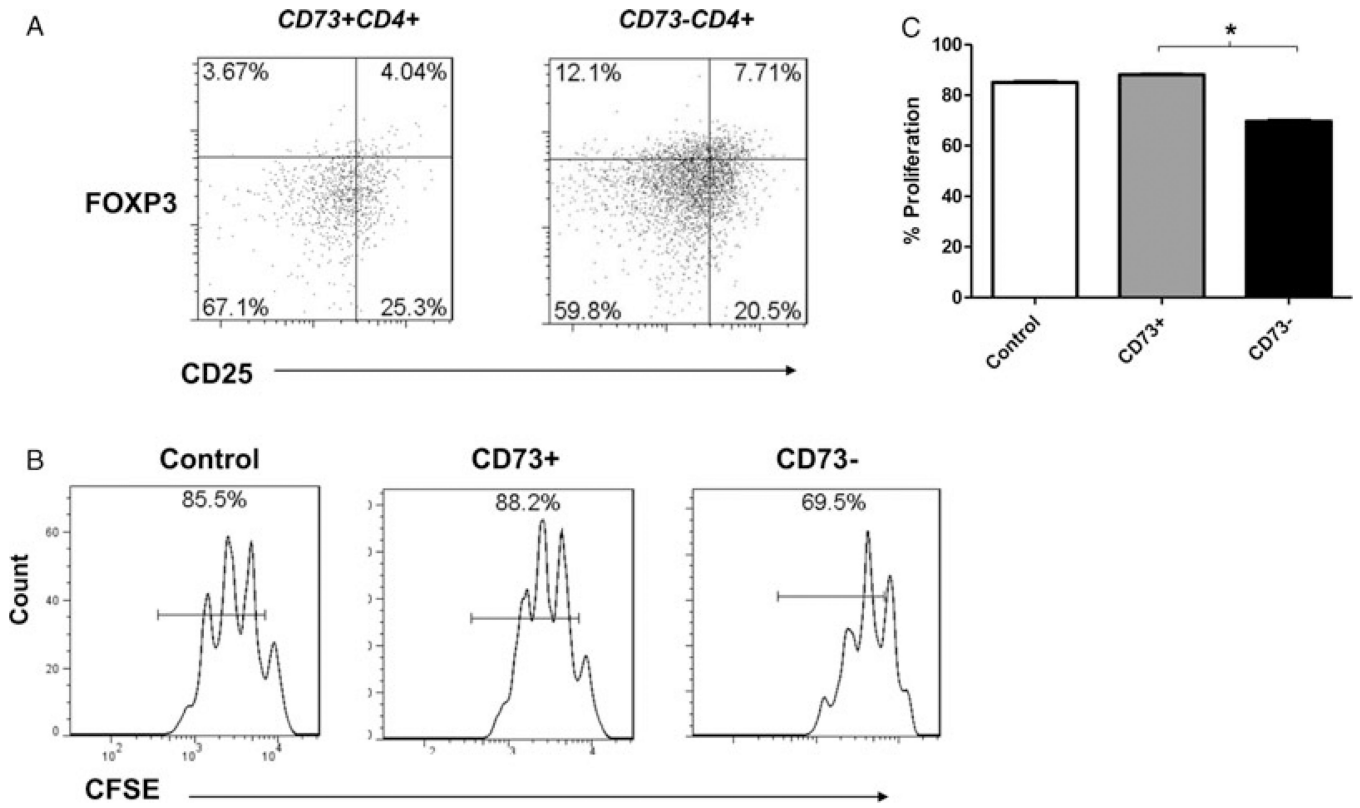 A
CD73+CD4+
CD73-CD4+
3.67%
4.04%
67.1%
25.3%
12.1%
7.71%
59.8%
20.5%
FOXP3
CD25
C
*
100
80
60
40
20
0
% Proliferation
Control
CD73+
CD73-
B
Control
CD73+
CD73-
85.5%
88.2%
69.5%
60
40
20
0
Count
10²
10³
10⁴
CFSE